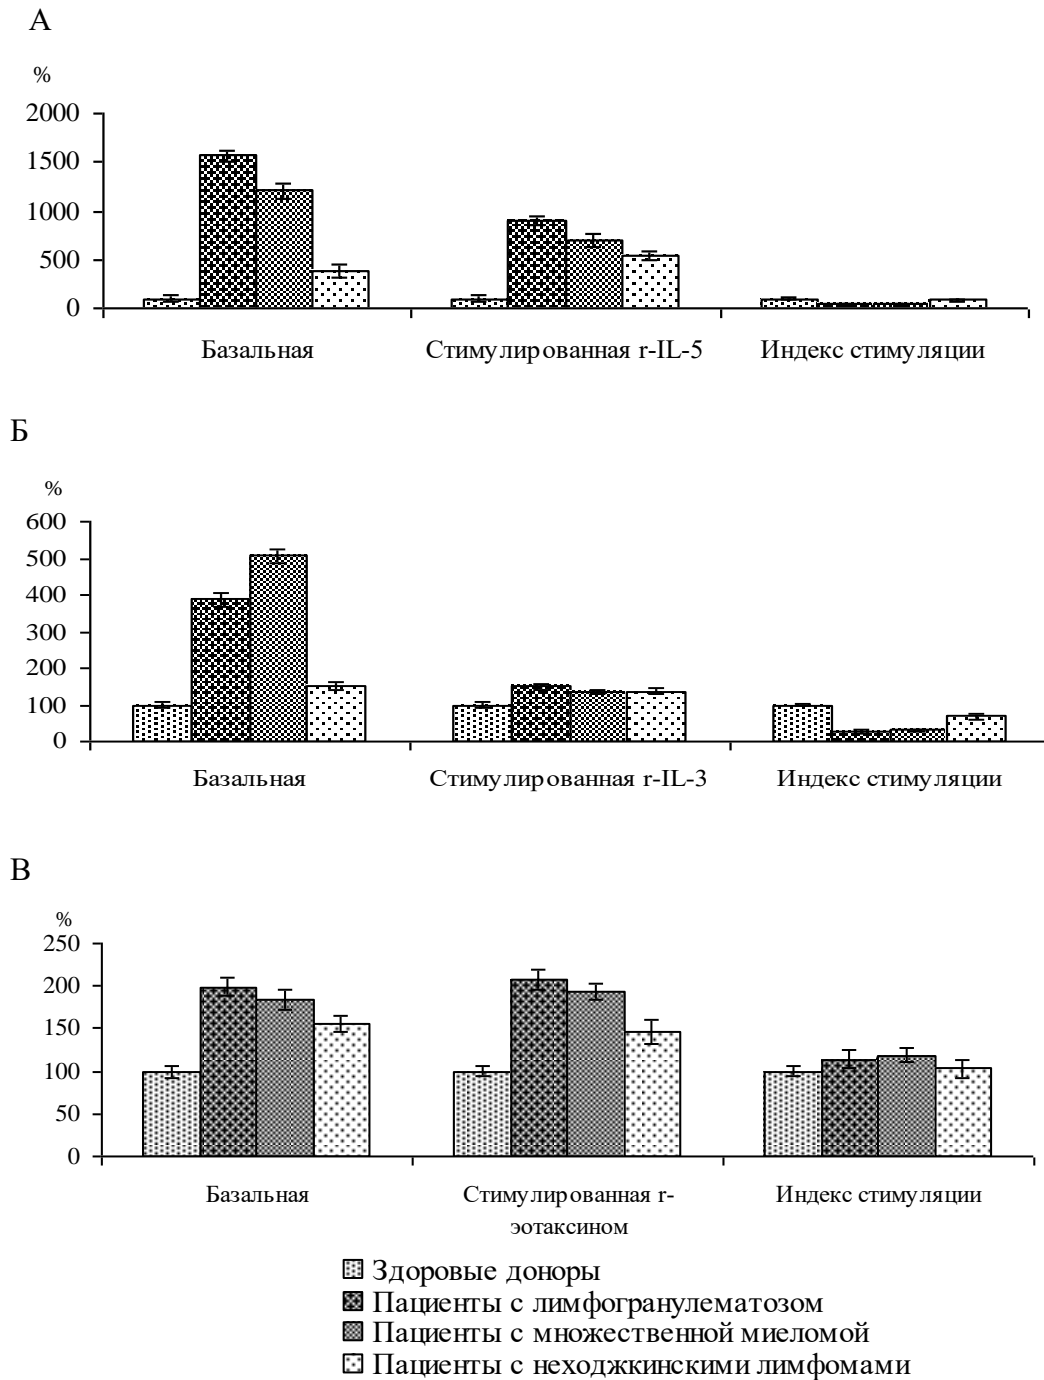 А
%
2000
1500
1000
500
0
Базальная Стимулированная r-IL-5 Индекс стимуляции
Б
%
600
500
400
300
200
100
0
Базальная Стимулированная r-IL-3 Индекс стимуляции
В
%
250
200
150
100
50
0
Базальная Стимулированная r- Индекс стимуляции
эотаксином
Здоровые доноры
Пациенты с лимфогранулематозом
Пациенты с множественной миеломой
Пациенты с неходжкинскими лимфомами